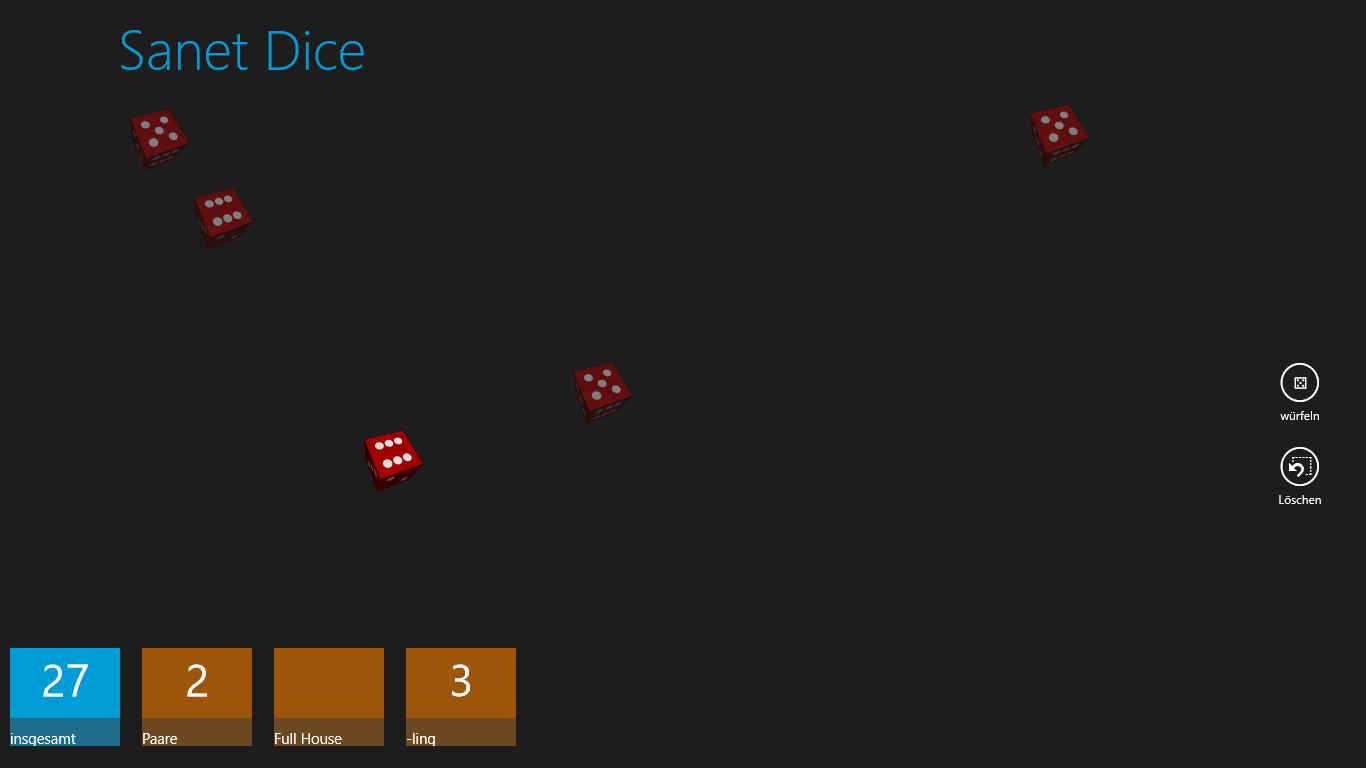 Sanet Dice
würfeln
Löschen
27
insgesamt
2
Paare
Full House
3
-ling